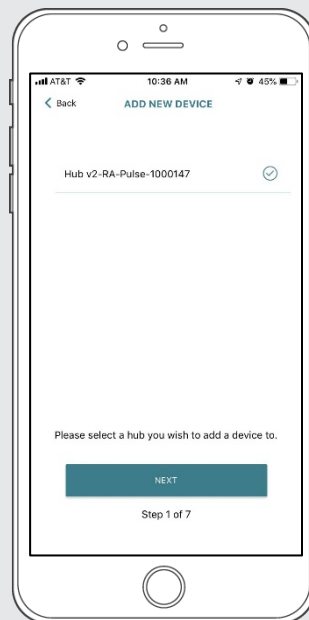 AT&T 10:36 AM 45%
Back ADD NEW DEVICE
Hub v2-RA-Pulse-1000147
Please select a hub you wish to add a device to.
NEXT
Step 1 of 7